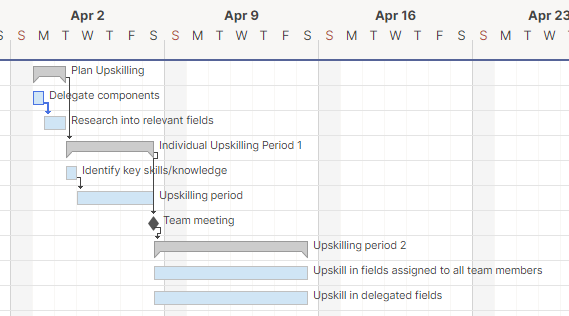 Apr 2 Apr 9 Apr 16 Apr 23
S S M T W T F S S M T W T F S S M T W T F S S M T W T
Plan Upskilling
Delegate components
Research into relevant fields
Individual Upskilling Period 1
Identify key skills/knowledge
Upskilling period
Team meeting
Upskilling period 2
Upskill in fields assigned to all team members
Upskill in delegated fields